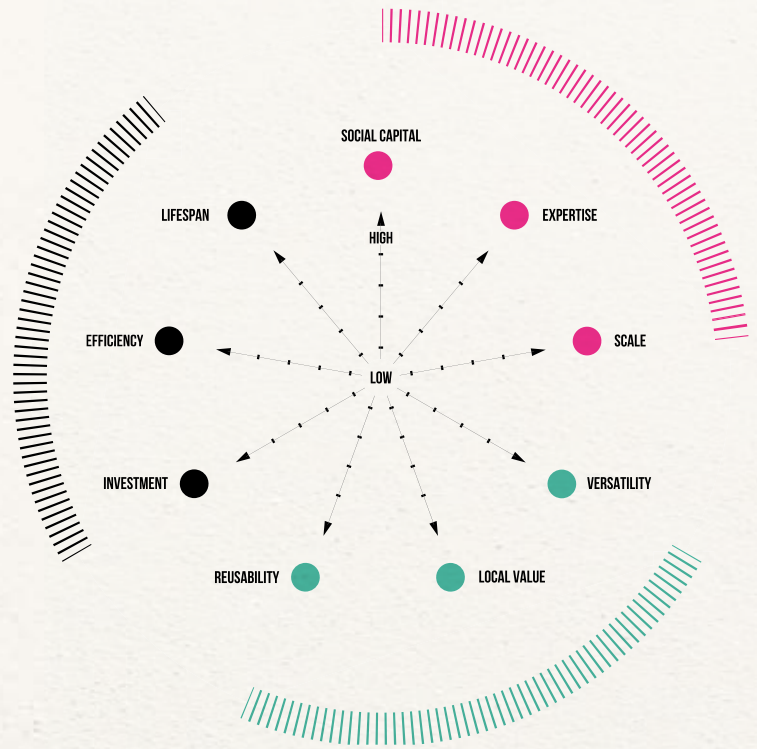 SOCIAL CAPITAL
LIFESPAN
EXPERTISE
HIGH
EFFICIENCY
SCALE
LOW
INVESTMENT
VERSATILITY
REUSABILITY
LOCAL VALUE